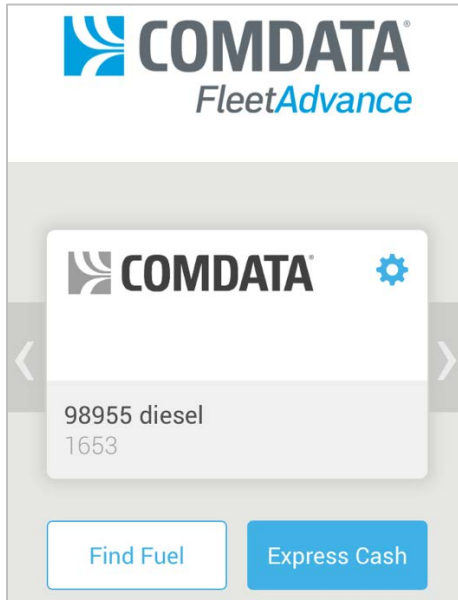 COMDATA®
FleetAdvance
COMDATA®
98955 diesel
1653
Find Fuel
Express Cash